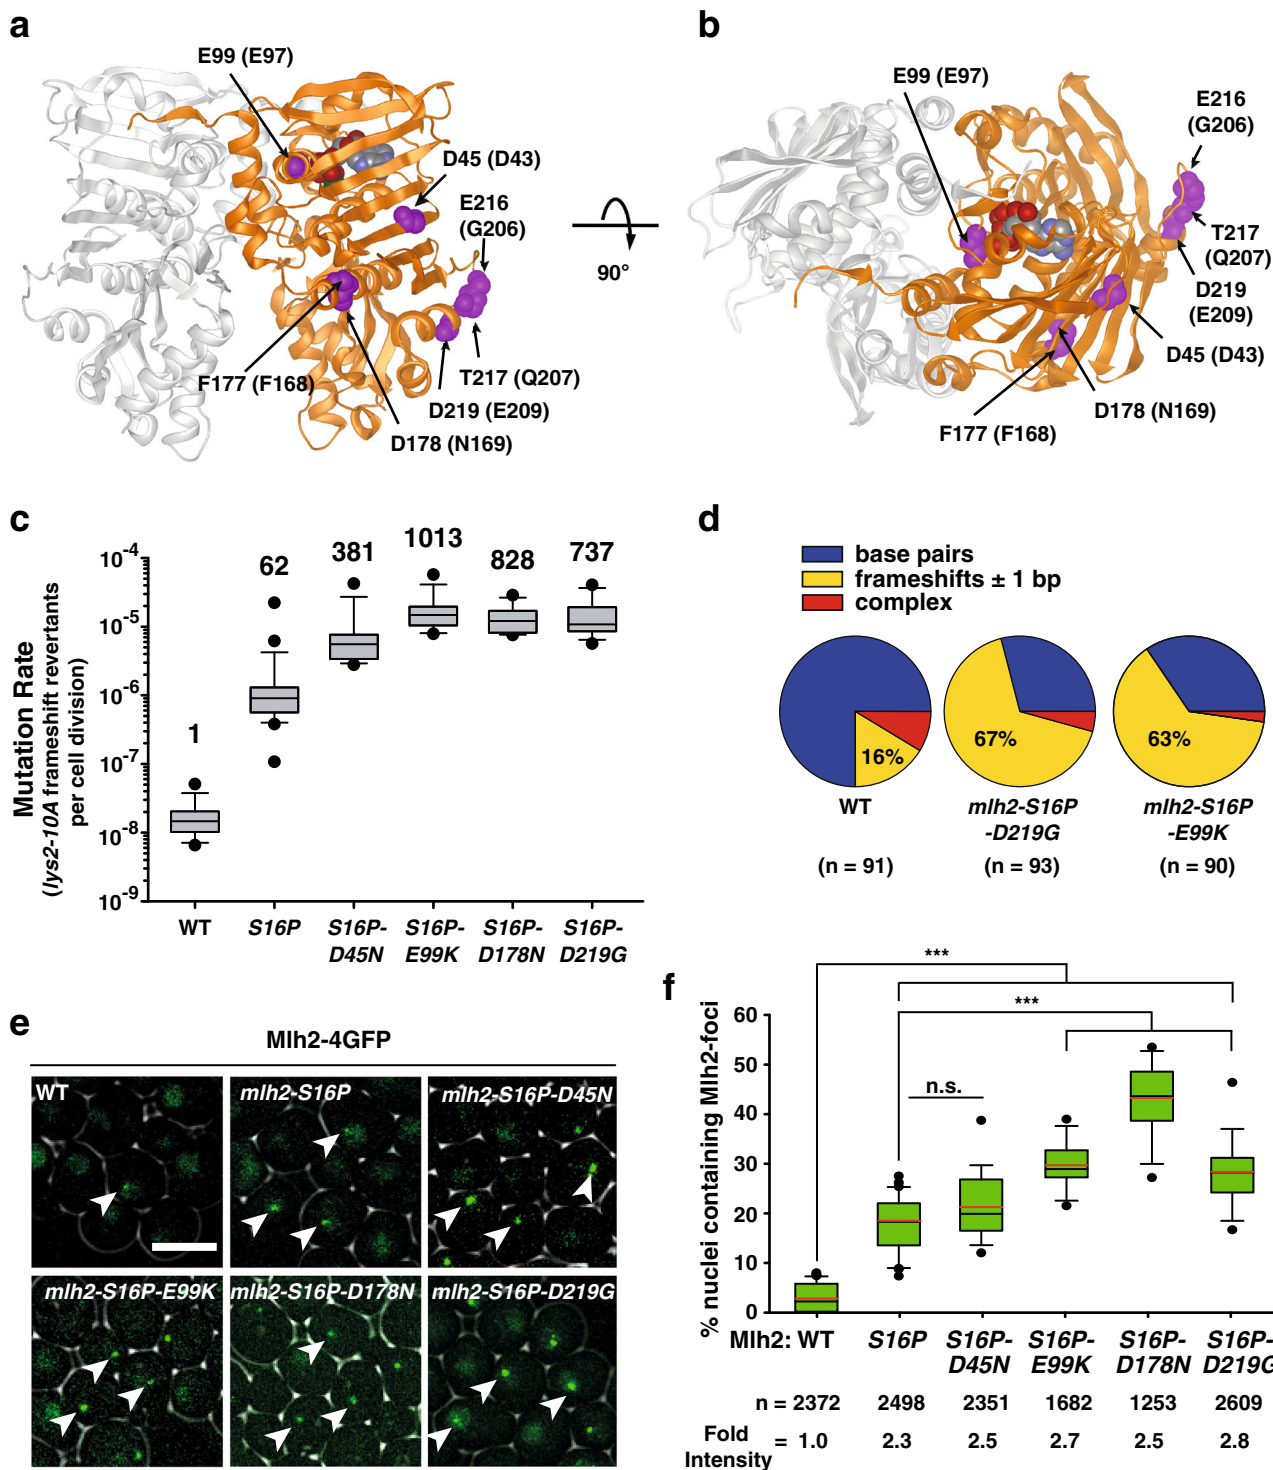 a
E99 (E97)
D45 (D43)
E216
(G206)
F177 (F168)
T217 (Q207)
D219 (E209)
D178 (N169)
90°
b
E99 (E97)
E216
(G206)
T217
(Q207)
D219
(E209)
D45 (D43)
D178 (N169)
F177 (F168)
c
Mutation Rate
(lys2-10A frameshift revertants
per cell division)
10-4
10-5
10-6
10-7
10-8
10-9
1
62
381
1013
828
737
WT
S16P
S16P-
D45N
S16P-
E99K
S16P-
D178N
S16P-
D219G
d
base pairs
frameshifts ± 1 bp
complex
16%
67%
63%
WT
mlh2-S16P
-D219G
mlh2-S16P
-E99K
(n = 91)
(n = 93)
(n = 90)
e
Mlh2-4GFP
WT
mlh2-S16P
mlh2-S16P-D45N
mlh2-S16P-E99K
mlh2-S16P-D178N
mlh2-S16P-D219G
f
% nuclei containing Mlh2-foci
60
50
40
30
20
10
0
***
***
n.s.
Mlh2: WT
S16P
S16P-
D45N
S16P-
E99K
S16P-
D178N
S16P-
D219G
n = 2372 2498 2351 1682 1253 2609
Fold
Intensity
= 1.0 2.3 2.5 2.7 2.5 2.8